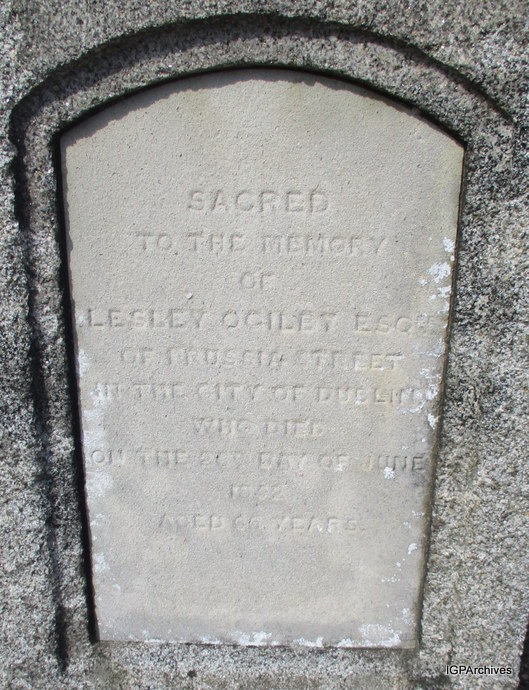 SACRED
TO THE MEMORY
OF
LESLEY OGILBY ESQR
OF PRUSSIA STREET
IN THE CITY OF DUBLIN
WHO DIED
ON THE DAY OF JUNE
AGED YEARS.
IGPArchives